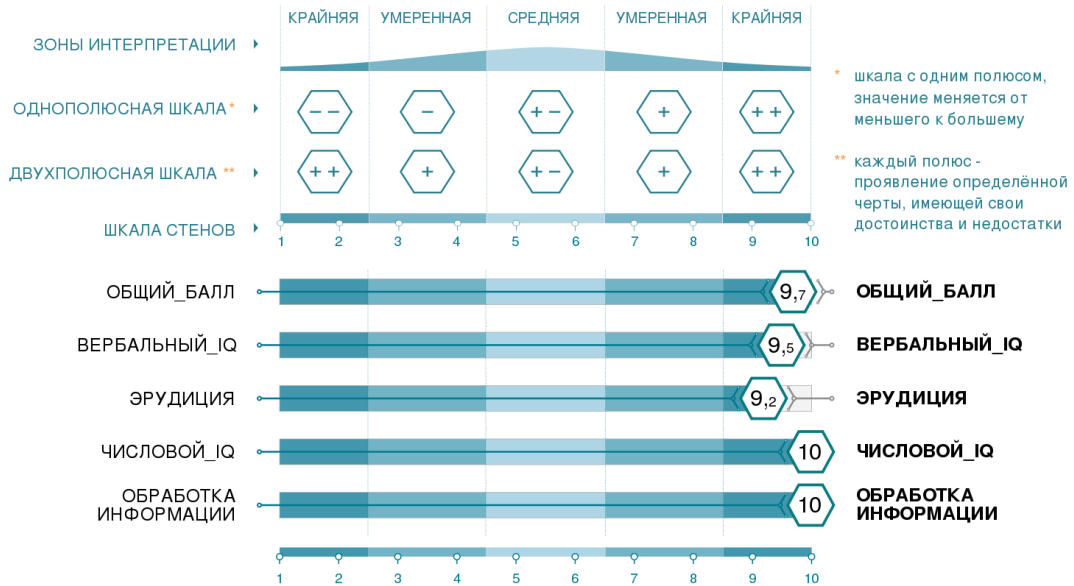 КРАЙНЯЯ УМЕРЕННАЯ СРЕДНЯЯ УМЕРЕННАЯ КРАЙНЯЯ
ЗОНЫ ИНТЕРПРЕТАЦИИ
ОДНОПОЛЮСНАЯ ШКАЛА * − − − + − + + +
* шкала с одним полюсом,
значение меняется от
меньшего к большему
ДВУХПОЛЮСНАЯ ШКАЛА ** + + + + − + + +
** каждый полюс -
проявление определённой
черты, имеющей свои
достоинства и недостатки
ШКАЛА СТЕНОВ
1 2 3 4 5 6 7 8 9 10
ОБЩИЙ_БАЛЛ 9,7 ОБЩИЙ_БАЛЛ
ВЕРБАЛЬНЫЙ_IQ 9,5 ВЕРБАЛЬНЫЙ_IQ
ЭРУДИЦИЯ 9,2 ЭРУДИЦИЯ
ЧИСЛОВОЙ_IQ 10 ЧИСЛОВОЙ_IQ
ОБРАБОТКА
ИНФОРМАЦИИ
10
ОБРАБОТКА
ИНФОРМАЦИИ
1 2 3 4 5 6 7 8 9 10